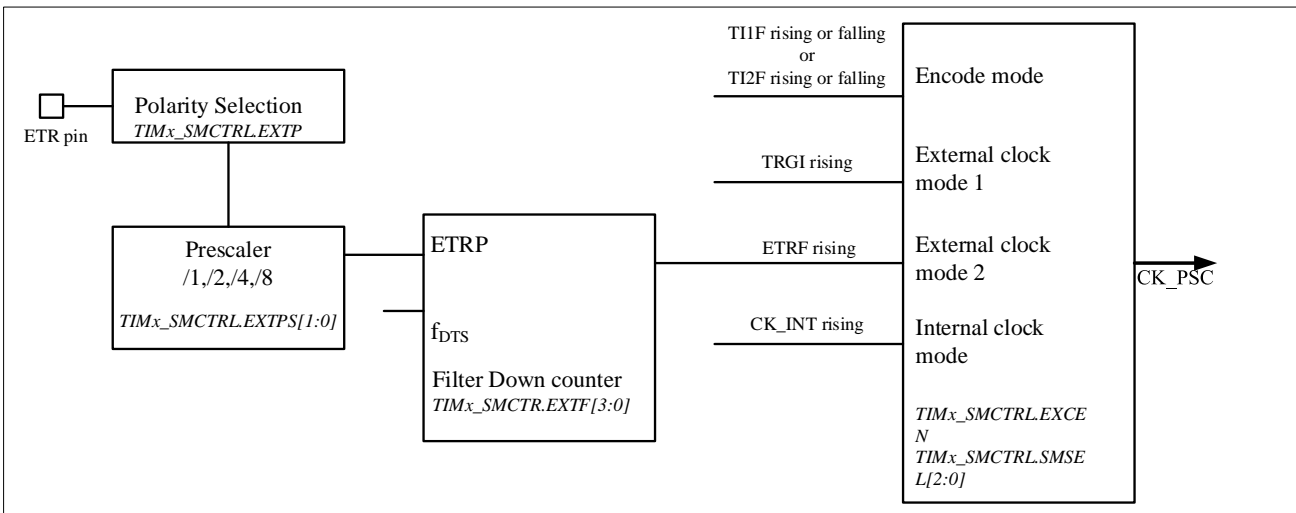 ETR pin
Polarity Selection
TIMx_SMCTRL.EXTP
Prescaler
/1,/2,/4,/8
TIMx_SMCTRL.EXTPS[1:0]
ETRP
fDTS
Filter Down counter
TIMx_SMCTR.EXTF[3:0]
TI1F rising or falling
or
TI2F rising or falling
TRGI rising
ETRF rising
CK_INT rising
Encode mode
External clock
mode 1
External clock
mode 2
Internal clock
mode
TIMx_SMCTRL.EXCE
N
TIMx_SMCTRL.SMSE
L[2:0]
CK_PSC